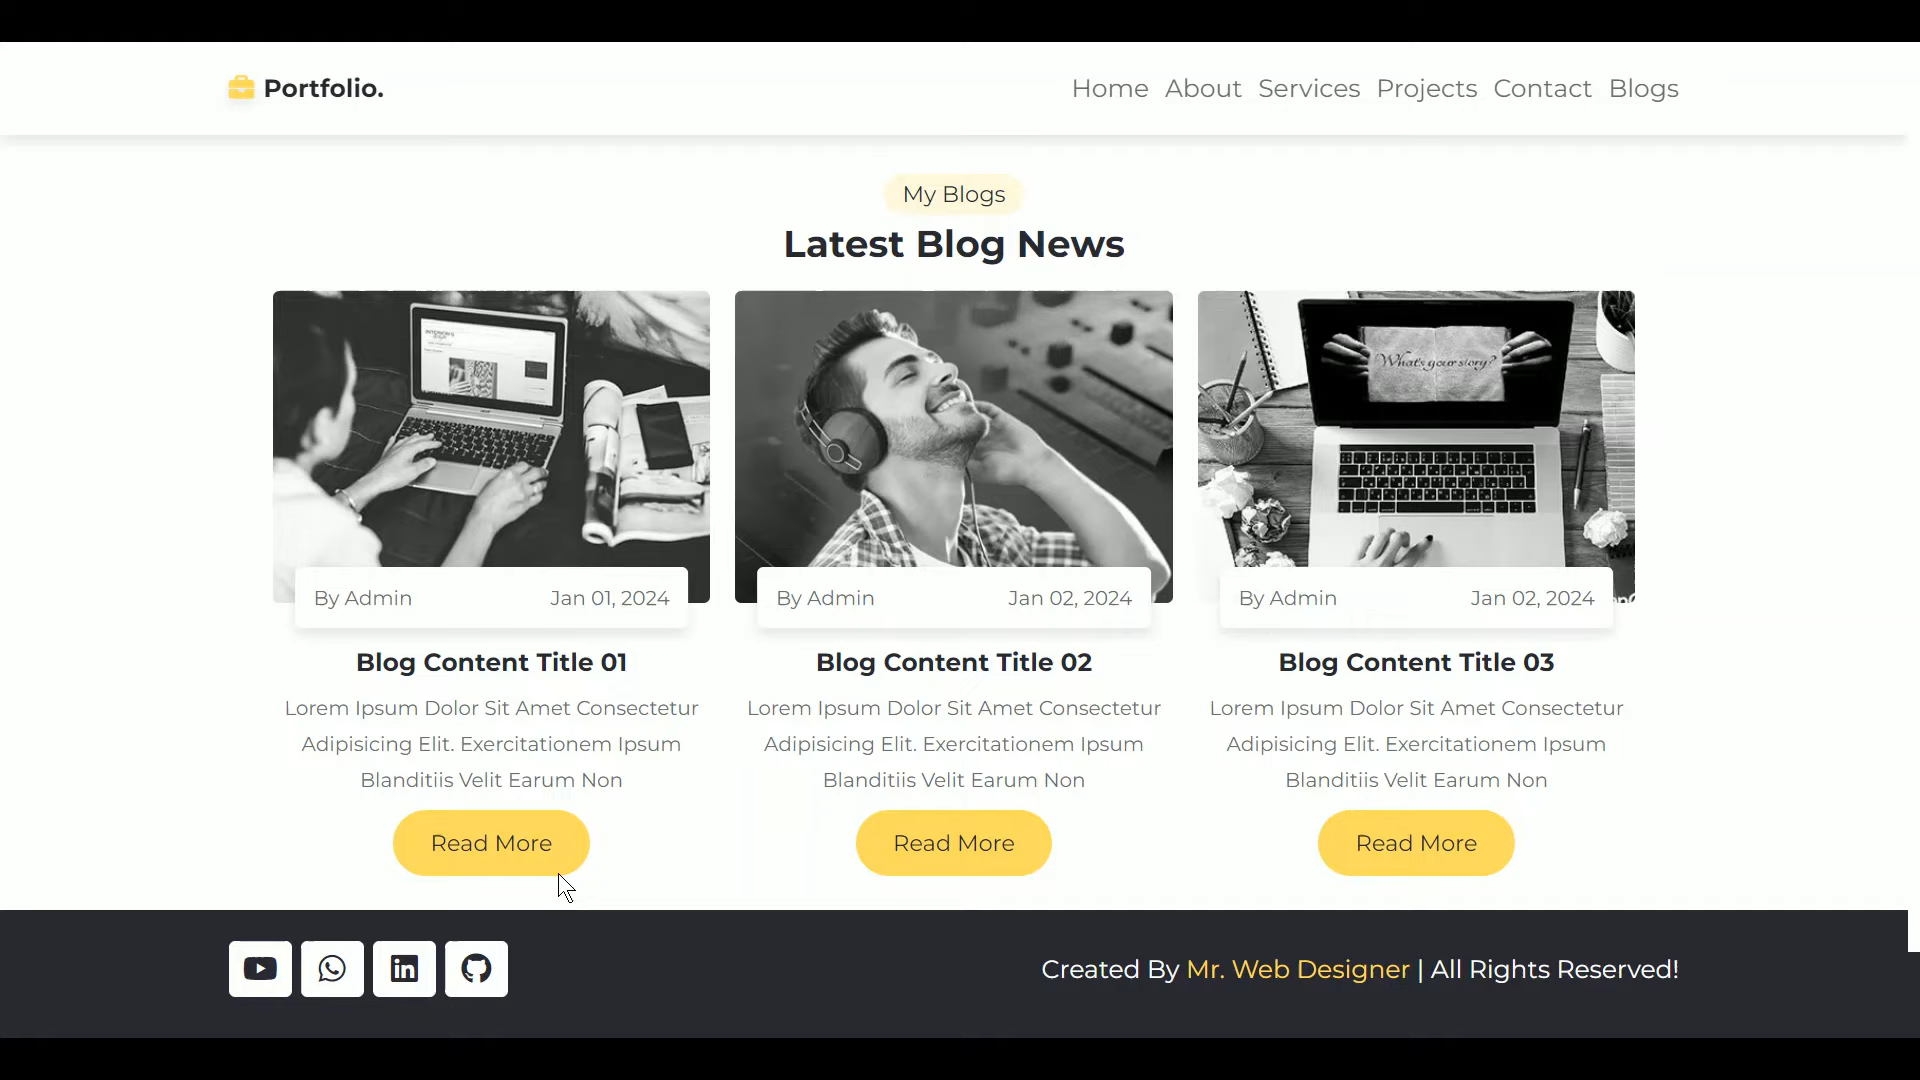 Portfolio.
Home About Services Projects Contact Blogs
My Blogs
Latest Blog News
What's your story?
By Admin Jan 01, 2024
By Admin Jan 02, 2024
By Admin Jan 02, 2024
Blog Content Title 01
Lorem Ipsum Dolor Sit Amet Consectetur
Adipisicing Elit. Exercitationem Ipsum
Blanditiis Velit Earum Non
Read More
Blog Content Title 02
Lorem Ipsum Dolor Sit Amet Consectetur
Adipisicing Elit. Exercitationem Ipsum
Blanditiis Velit Earum Non
Read More
Blog Content Title 03
Lorem Ipsum Dolor Sit Amet Consectetur
Adipisicing Elit. Exercitationem Ipsum
Blanditiis Velit Earum Non
Read More
Created By Mr. Web Designer | All Rights Reserved!